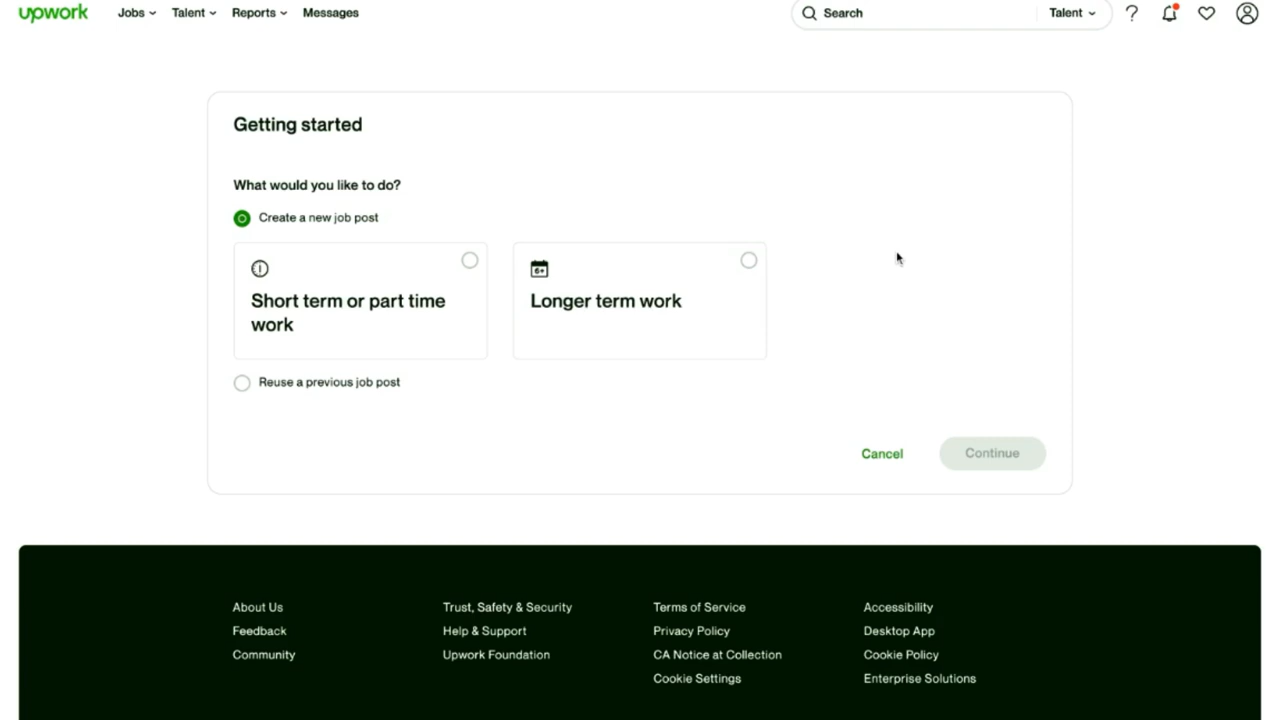 upwork Jobs Talent Reports Messages Search Talent
Getting started
What would you like to do?
Create a new job post
6+
Short term or part time
work
Longer term work
Reuse a previous job post
Cancel Continue
About Us Trust, Safety & Security Terms of Service Accessibility
Feedback Help & Support Privacy Policy Desktop App
Community Upwork Foundation CA Notice at Collection Cookie Policy
Cookie Settings Enterprise Solutions